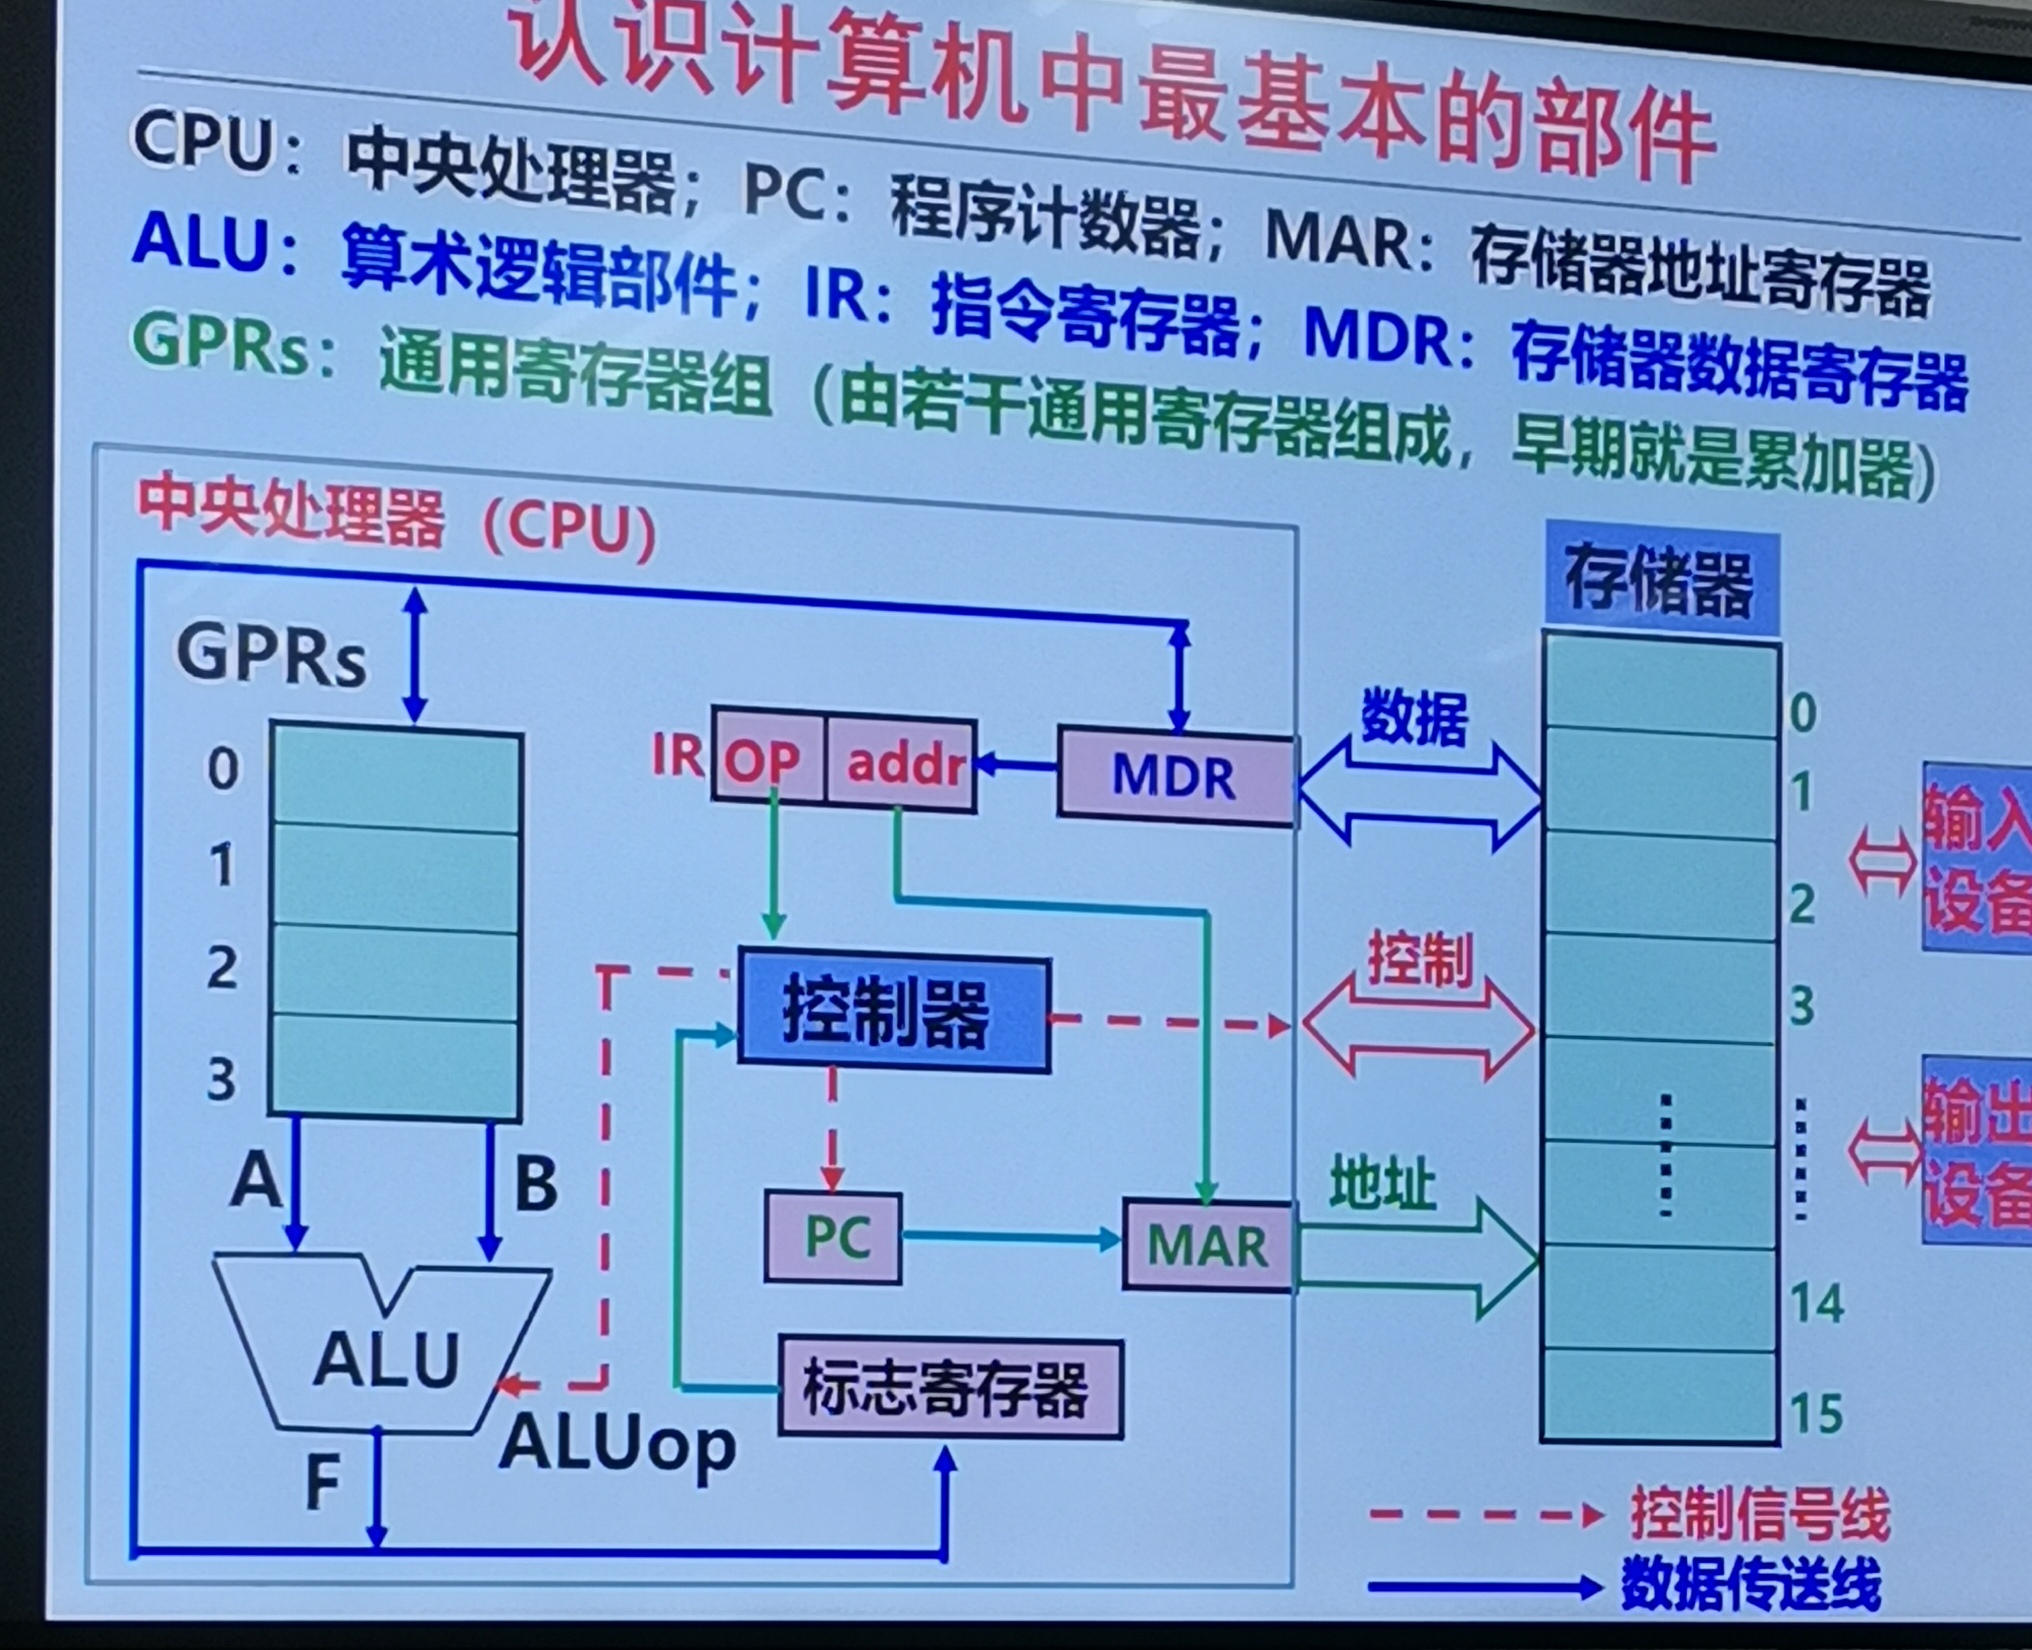 认识计算机中最基本的部件
CPU：中央处理器；PC：程序计数器；MAR：存储器地址寄存器
ALU：算术逻辑部件；IR：指令寄存器；MDR：存储器数据寄存器
GPRs：通用寄存器组（由若干通用寄存器组成，早期就是累加器）
中央处理器（CPU）
存储器
GPRs
0
1
2
3
A
B
ALU
F
ALUop
IR
OP
addr
MDR
控制器
PC
MAR
标志寄存器
数据
控制
地址
0
1
2
3
14
15
输入
设备
输出
设备
控制信号线
数据传送线